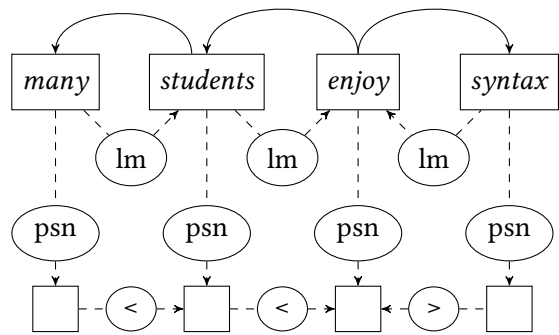 many students enjoy syntax
lm lm lm
psn psn psn psn
< < >